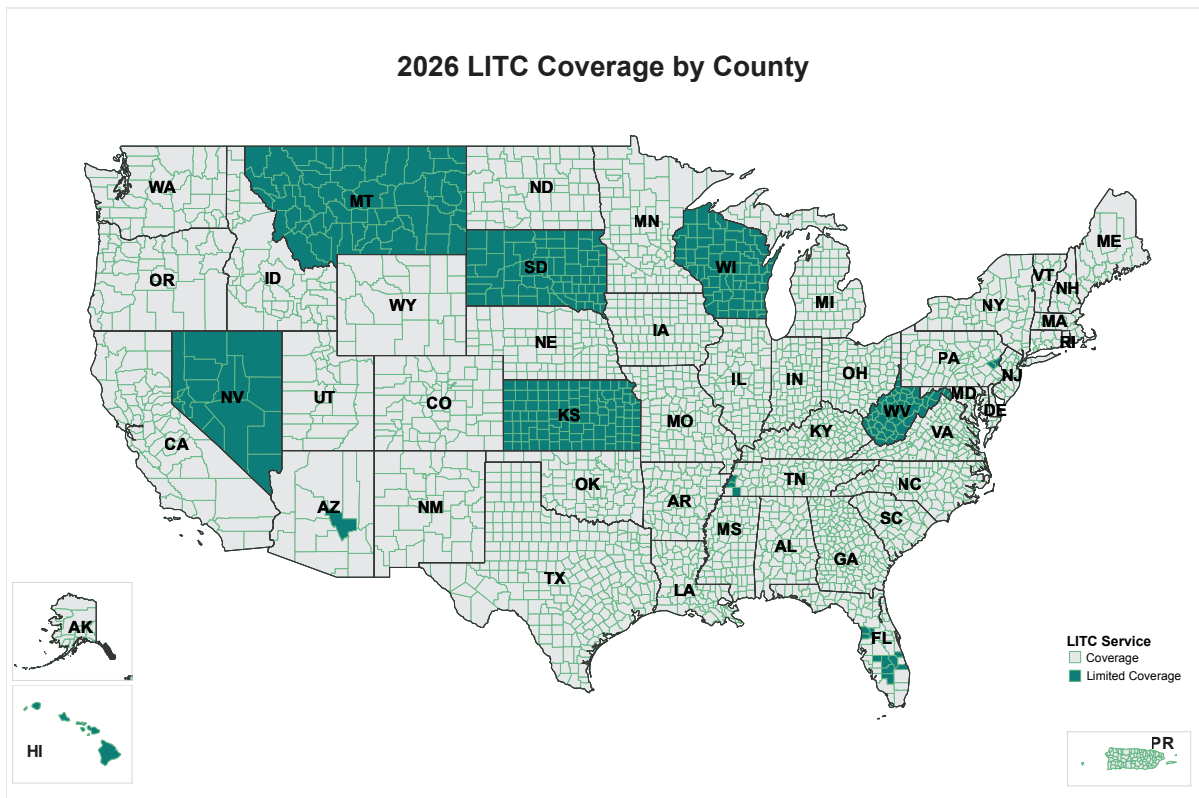 2026 LITC Coverage by County
WA
MT
ND
MN
ME
OR
ID
SD
WI
VT
NH
WY
MI
NY
MA
RI
IA
NE
PA
NJ
NV
UT
CO
IL
IN
OH
MD
DE
KS
MO
WV
VA
CA
KY
AZ
NM
OK
AR
TN
NC
SC
MS
AL
GA
TX
LA
FL
AK
HI
PR
LITC Service
Coverage
Limited Coverage